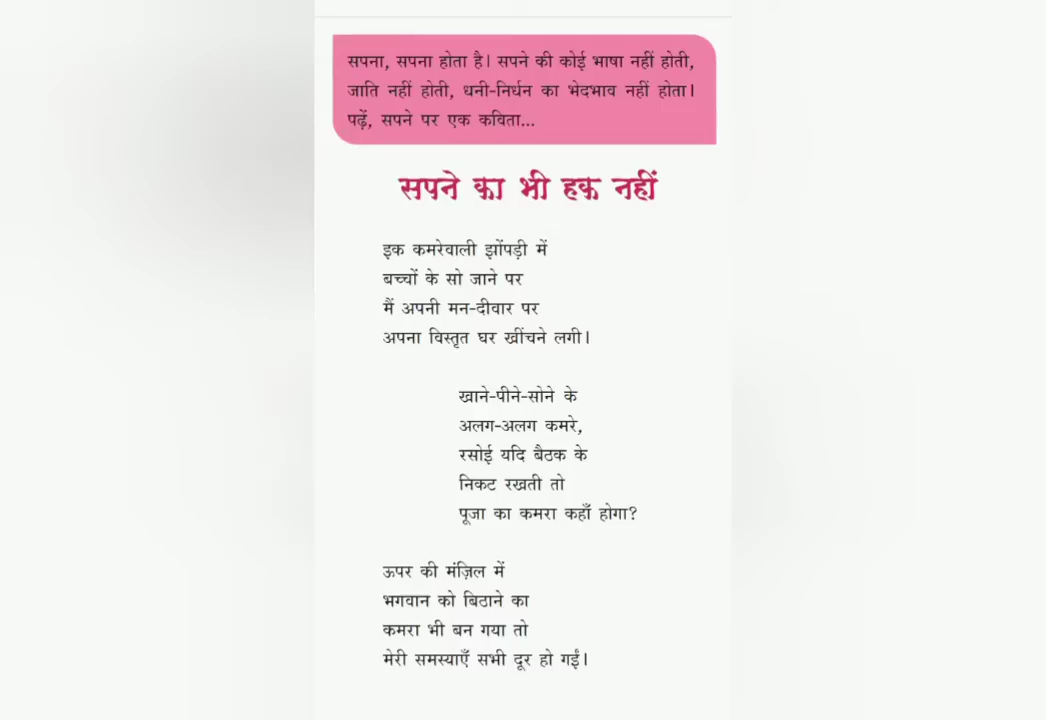 सपना, सपना होता है। सपने की कोई भाषा नहीं होती,
जाति नहीं होती, धनी-निर्धन का भेदभाव नहीं होता।
पढ़ें, सपने पर एक कविता...
सपने का भी हक नहीं
इक कमरेवाली झोंपड़ी में
बच्चों के सो जाने पर
मैं अपनी मन-दीवार पर
अपना विस्तृत घर खींचने लगी।
खाने-पीने-सोने के
अलग-अलग कमरे,
रसोई यदि बैठक के
निकट रखती तो
पूजा का कमरा कहाँ होगा?
ऊपर की मंज़िल में
भगवान को बिठाने का
कमरा भी बन गया तो
मेरी समस्याएँ सभी दूर हो गईं।